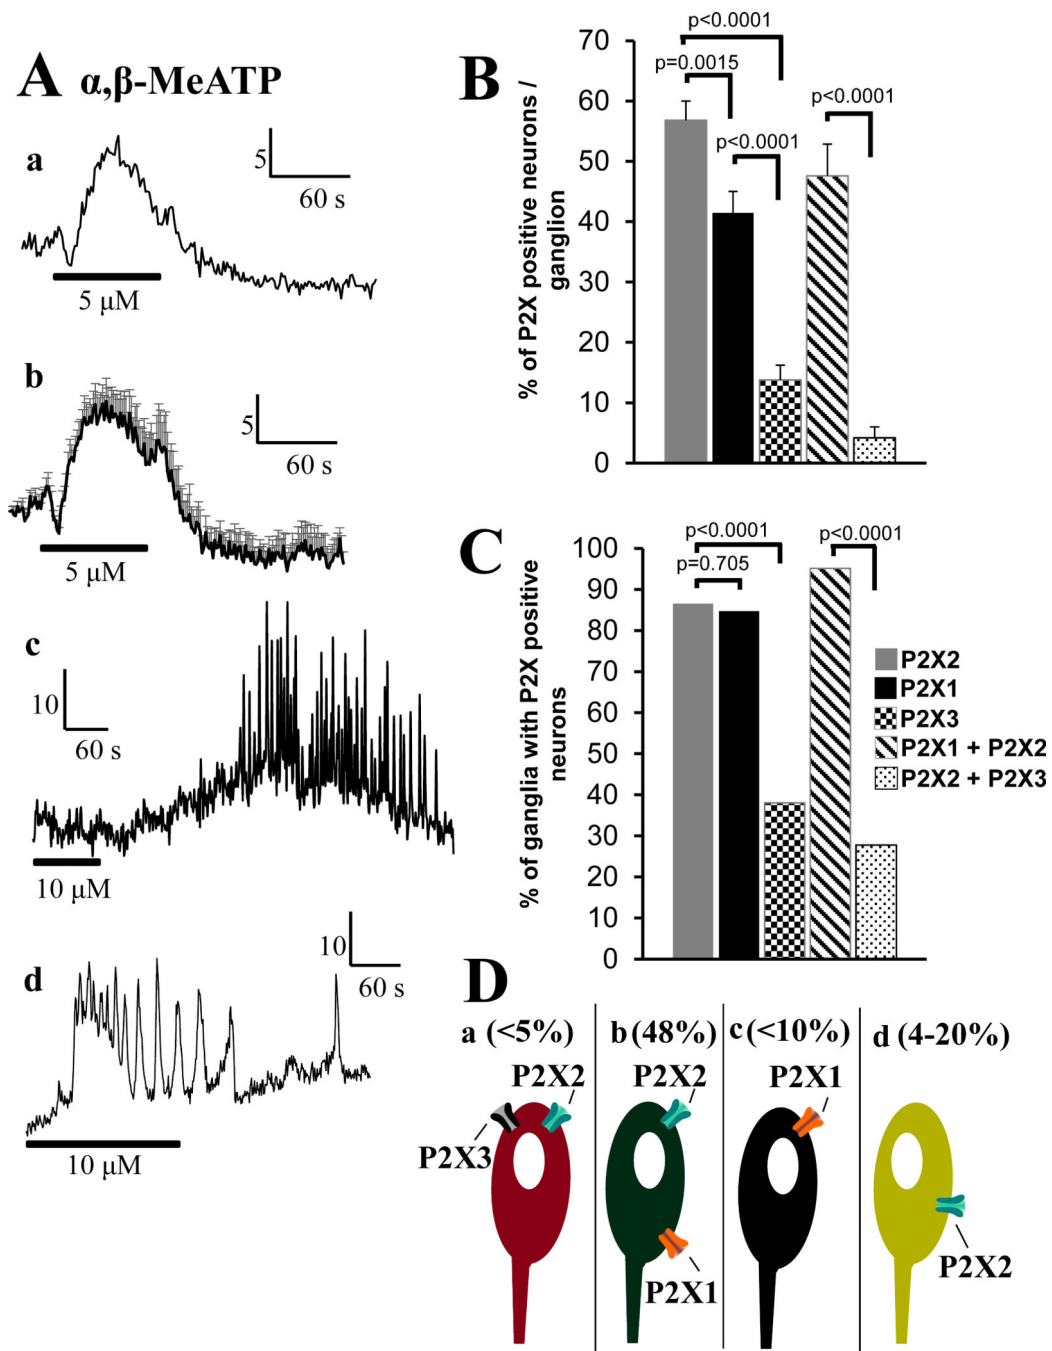 A α,β-MeATP
a
5
60 s
5 μM
b
5
60 s
5 μM
c
10
60 s
10 μM
d
10
60 s
10 μM
B
% of P2X positive neurons /
ganglion
70
60
50
40
30
20
10
0
p<0.0001
p=0.0015
p<0.0001
p<0.0001
C
% of ganglia with P2X positive
neurons
100
90
80
70
60
50
40
30
20
10
0
p<0.0001
p=0.705
p<0.0001
P2X2
P2X1
P2X3
P2X1 + P2X2
P2X2 + P2X3
D
a (<5%)
P2X2
P2X3
b (48%)
P2X2
P2X1
c (<10%)
P2X1
d (4-20%)
P2X2